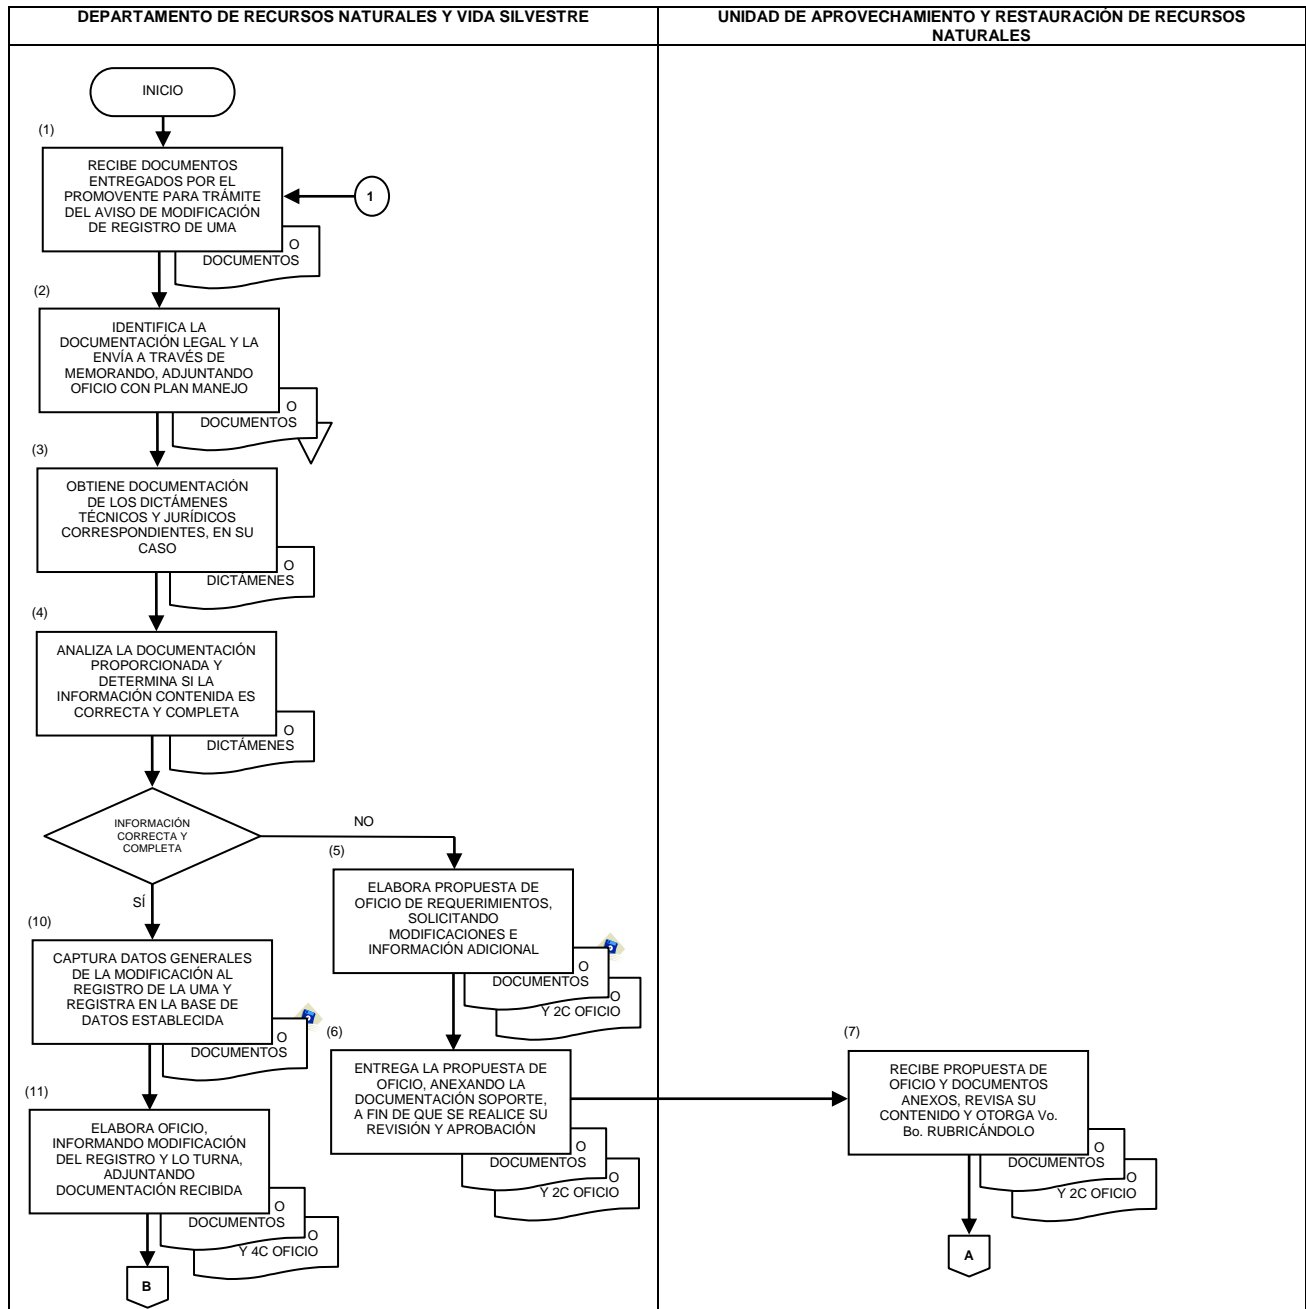 DEPARTAMENTO DE RECURSOS NATURALES Y VIDA SILVESTRE
UNIDAD DE APROVECHAMIENTO Y RESTAURACIÓN DE RECURSOS
NATURALES
INICIO
(1)
RECIBE DOCUMENTOS
ENTREGADOS POR EL
PROMOVENTE PARA TRÁMITE
DEL AVISO DE MODIFICACIÓN
DE REGISTRO DE UMA
1
O
DOCUMENTOS
(2)
IDENTIFICA LA
DOCUMENTACIÓN LEGAL Y LA
ENVÍA A TRAVÉS DE
MEMORANDO, ADJUNTANDO
OFICIO CON PLAN MANEJO
O
DOCUMENTOS
(3)
OBTIENE DOCUMENTACIÓN
DE LOS DICTÁMENES
TÉCNICOS Y JURÍDICOS
CORRESPONDIENTES, EN SU
CASO
O
DICTÁMENES
(4)
ANALIZA LA DOCUMENTACIÓN
PROPORCIONADA Y
DETERMINA SI LA
INFORMACIÓN CONTENIDA ES
CORRECTA Y COMPLETA
O
DICTÁMENES
INFORMACIÓN
CORRECTA Y
COMPLETA
NO
SÍ
(5)
ELABORA PROPUESTA DE
OFICIO DE REQUERIMIENTOS,
SOLICITANDO
MODIFICACIONES E
INFORMACIÓN ADICIONAL
O
DOCUMENTOS
O
Y 2C OFICIO
(10)
CAPTURA DATOS GENERALES
DE LA MODIFICACIÓN AL
REGISTRO DE LA UMA Y
REGISTRA EN LA BASE DE
DATOS ESTABLECIDA
O
DOCUMENTOS
(6)
ENTREGA LA PROPUESTA DE
OFICIO, ANEXANDO LA
DOCUMENTACIÓN SOPORTE,
A FIN DE QUE SE REALICE SU
REVISIÓN Y APROBACIÓN
O
DOCUMENTOS
O
Y 2C OFICIO
(7)
RECIBE PROPUESTA DE
OFICIO Y DOCUMENTOS
ANEXOS, REVISA SU
CONTENIDO Y OTORGA Vo.
Bo. RUBRICÁNDOLO
O
DOCUMENTOS
O
Y 2C OFICIO
(11)
ELABORA OFICIO,
INFORMANDO MODIFICACIÓN
DEL REGISTRO Y LO TURNA,
ADJUNTANDO
DOCUMENTACIÓN RECIBIDA
O
DOCUMENTOS
O
Y 4C OFICIO
B
A